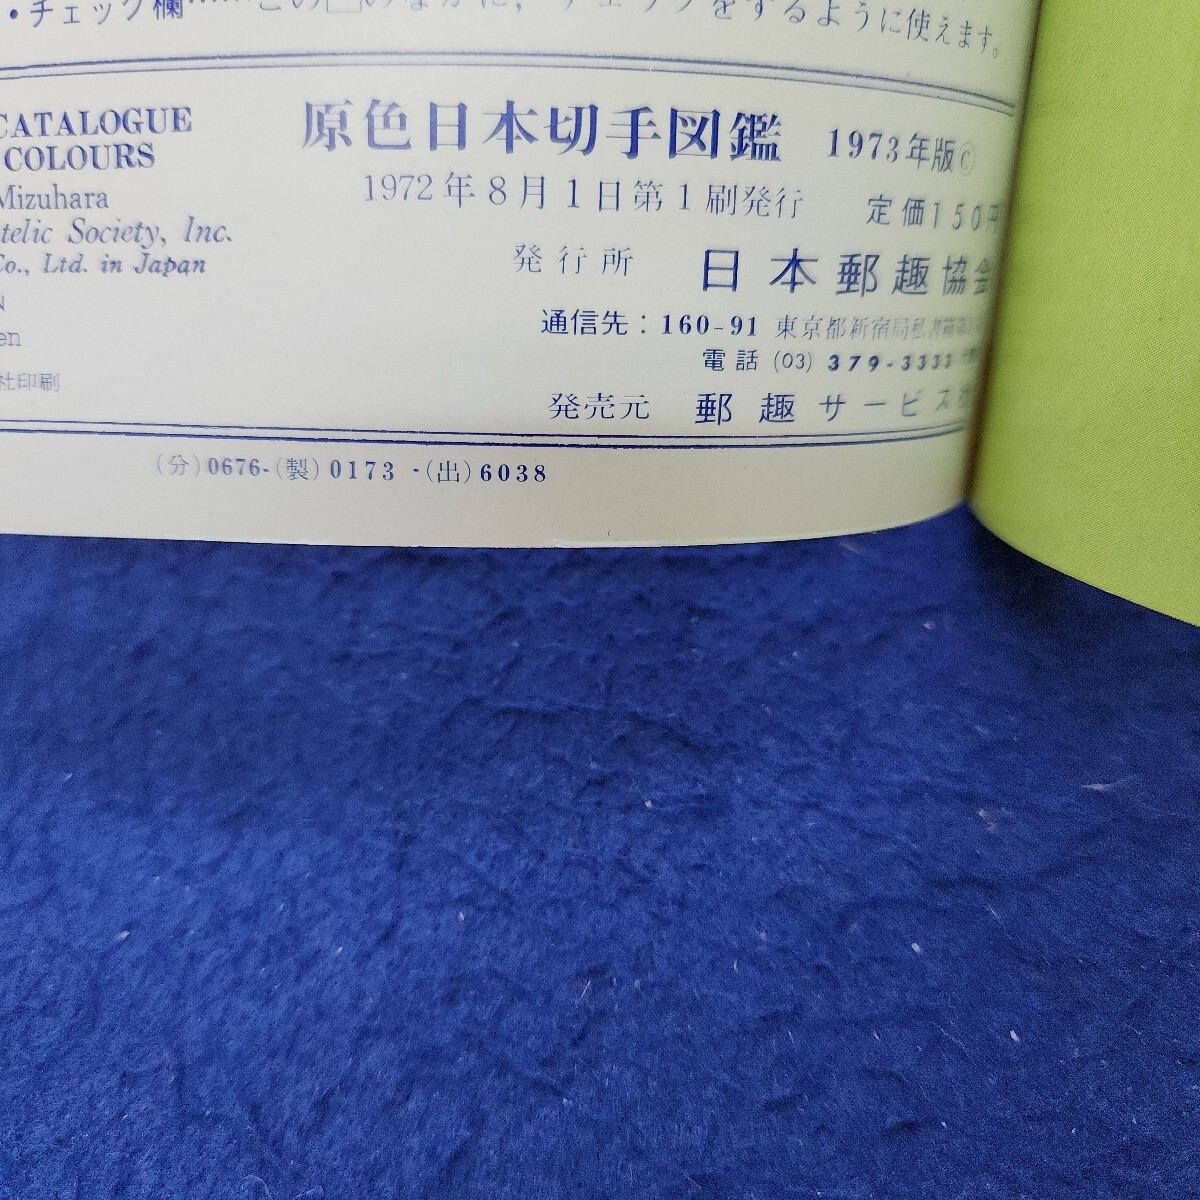 ・チェック欄……この□のなかに，チェックをするように使えます。
CATALOGUE
COLOURS
Mizuhara
telic Society, Inc.
Co., Ltd. in Japan
N
en
社印刷
原色日本切手図鑑 1973年版©
1972年8月1日第1刷発行 定価150円
発行所 日本郵趣協会
通信先：160-91 東京都新宿局私書箱
電話 (03) 379-3333
発売元 郵趣サービス社
(分)0676-(製)0173-(出)6038